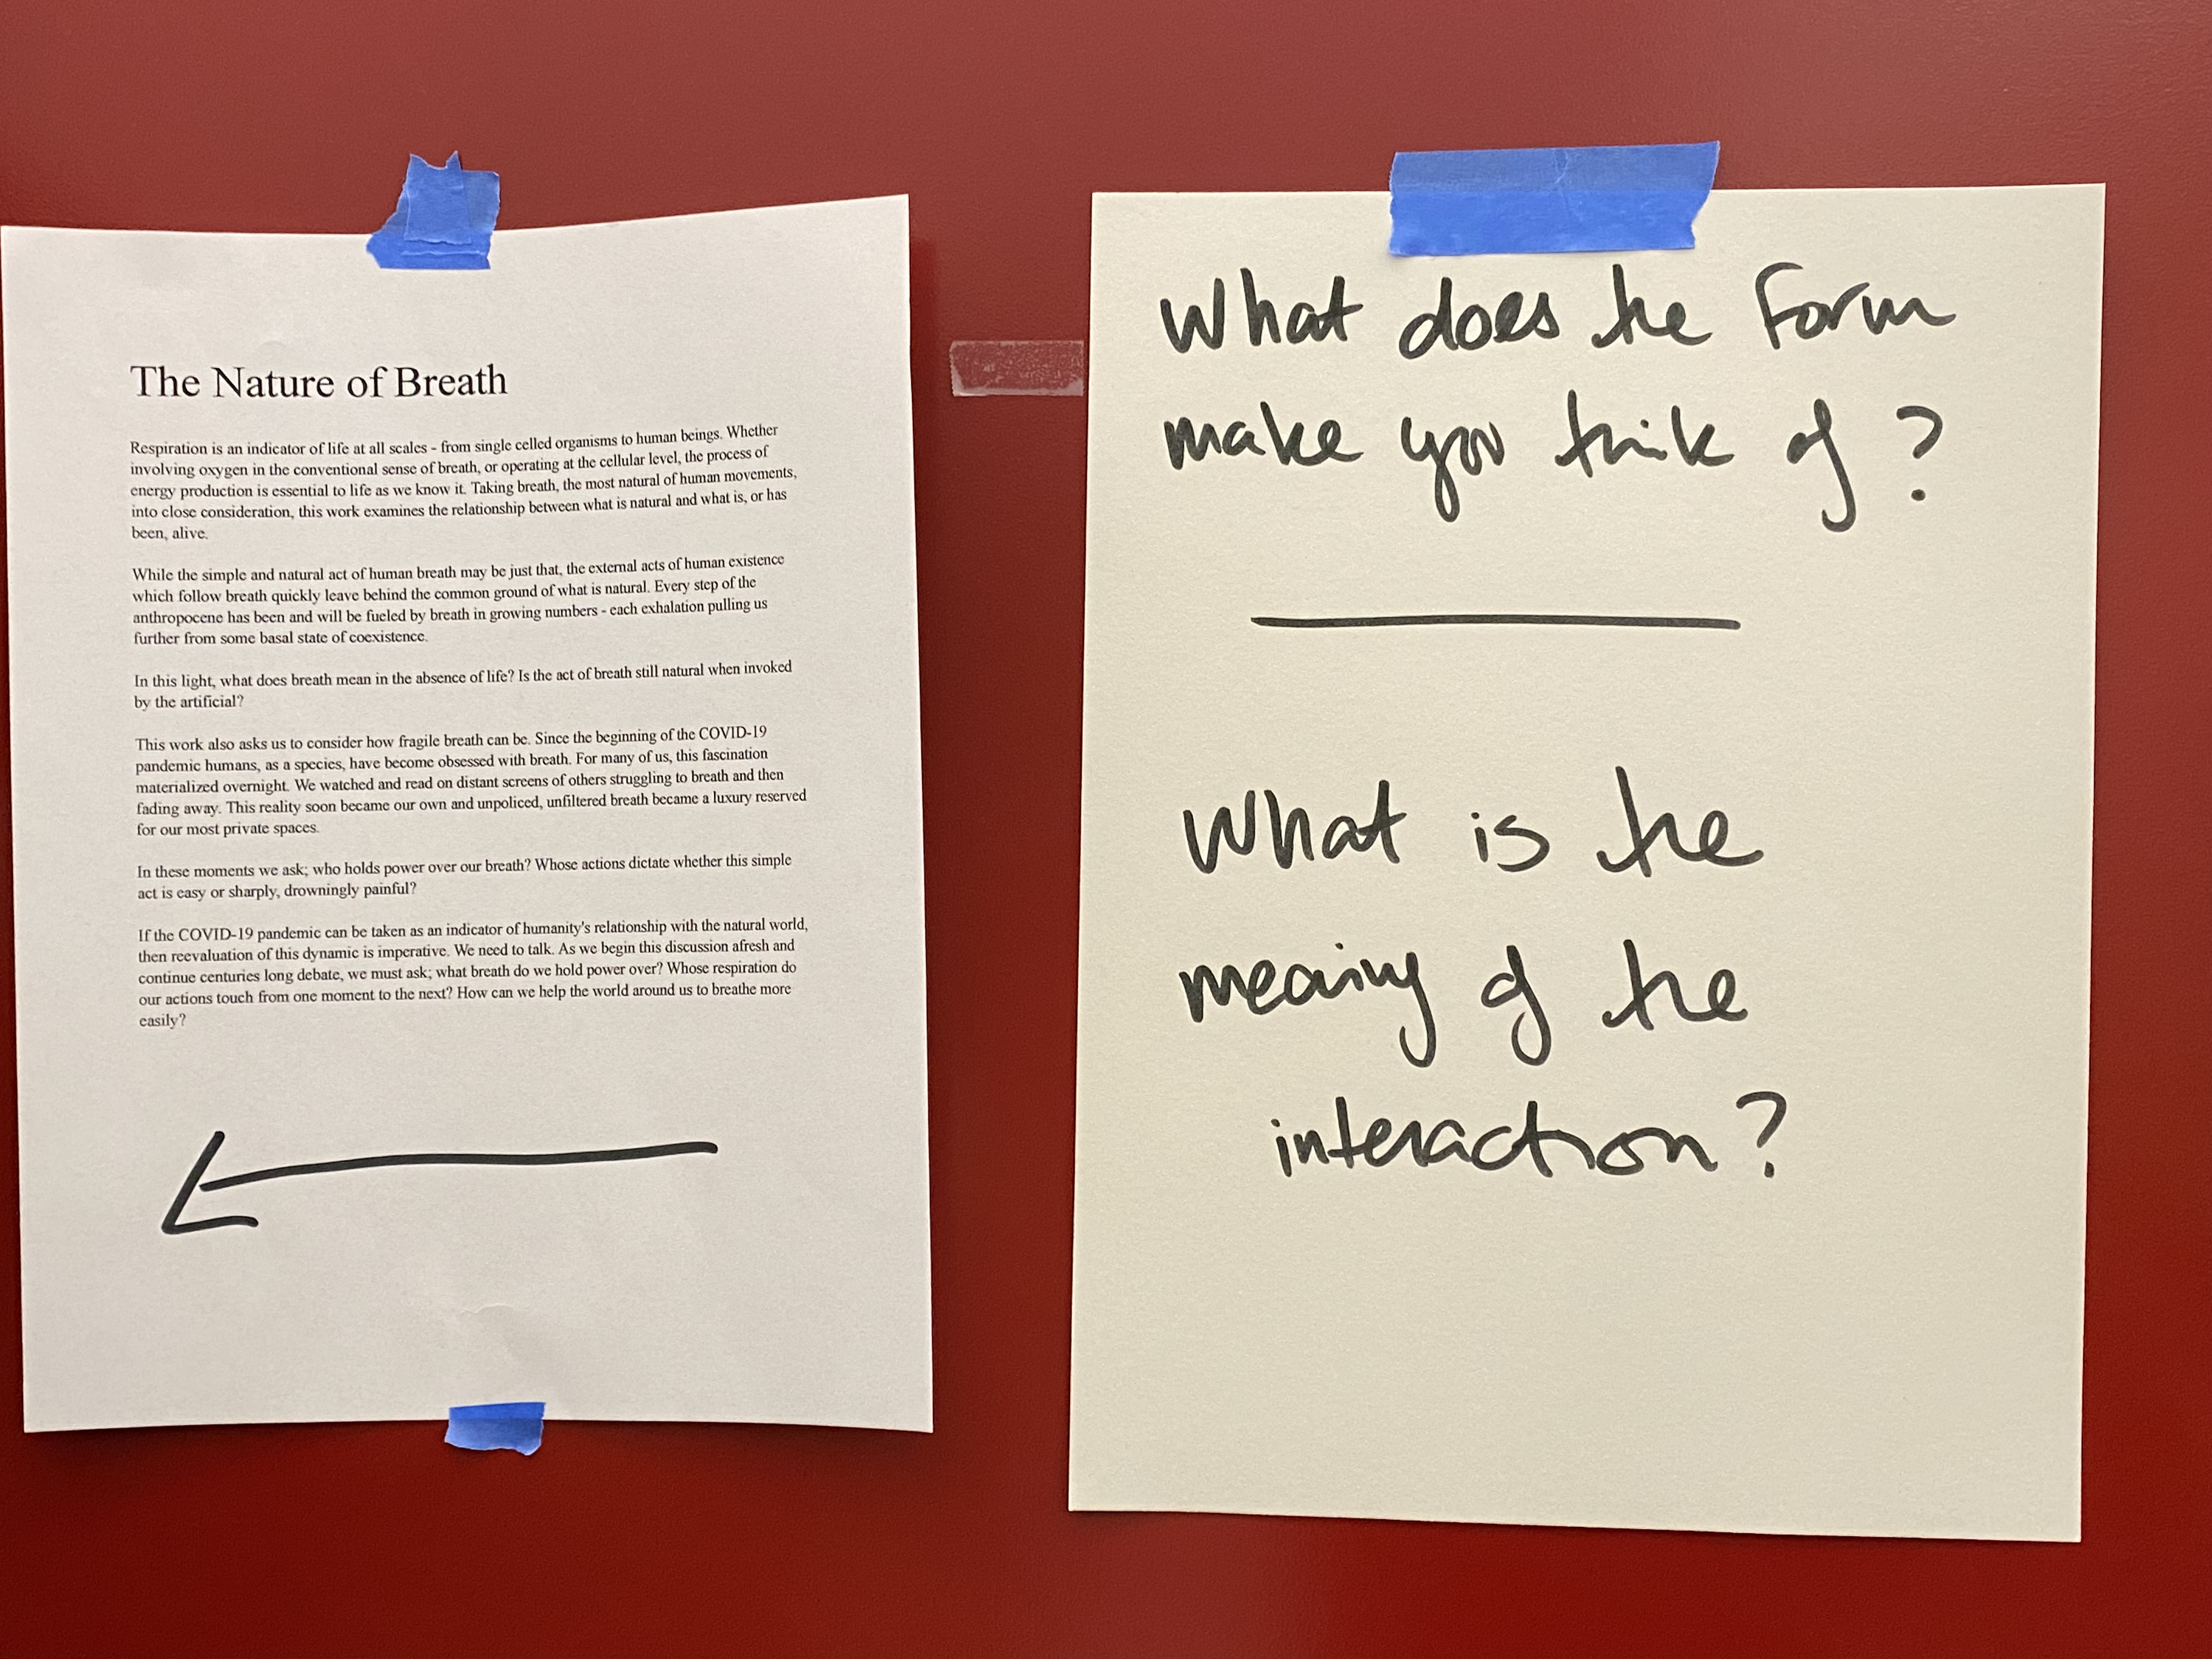 The Nature of Breath
Respiration is an indicator of life at all scales - from single celled organisms to human beings. Whether
involving oxygen in the conventional sense of breath, or operating at the cellular level, the process of
energy production is essential to life as we know it. Taking breath, the most natural of human movements,
into close consideration, this work examines the relationship between what is natural and what is, or has
been, alive.
While the simple and natural act of human breath may be just that, the external acts of human existence
which follow breath quickly leave behind the common ground of what is natural. Every step of the
anthropocene has been and will be fueled by breath in growing numbers - each exhalation pulling us
further from some basal state of coexistence.
In this light, what does breath mean in the absence of life? Is the act of breath still natural when invoked
by the artificial?
This work also asks us to consider how fragile breath can be. Since the beginning of the COVID-19
pandemic humans, as a species, have become obsessed with breath. For many of us, this fascination
materialized overnight. We watched and read on distant screens of others struggling to breath and then
fading away. This reality soon became our own and unpoliced, unfiltered breath became a luxury reserved
for our most private spaces.
In these moments we ask; who holds power over our breath? Whose actions dictate whether this simple
act is easy or sharply, drowningly painful?
If the COVID-19 pandemic can be taken as an indicator of humanity's relationship with the natural world,
then reevaluation of this dynamic is imperative. We need to talk. As we begin this discussion afresh and
continue centuries long debate, we must ask; what breath do we hold power over? Whose respiration do
our actions touch from one moment to the next? How can we help the world around us to breathe more
easily?
What does the form
make you think of?
What is the
meaning of the
interaction?